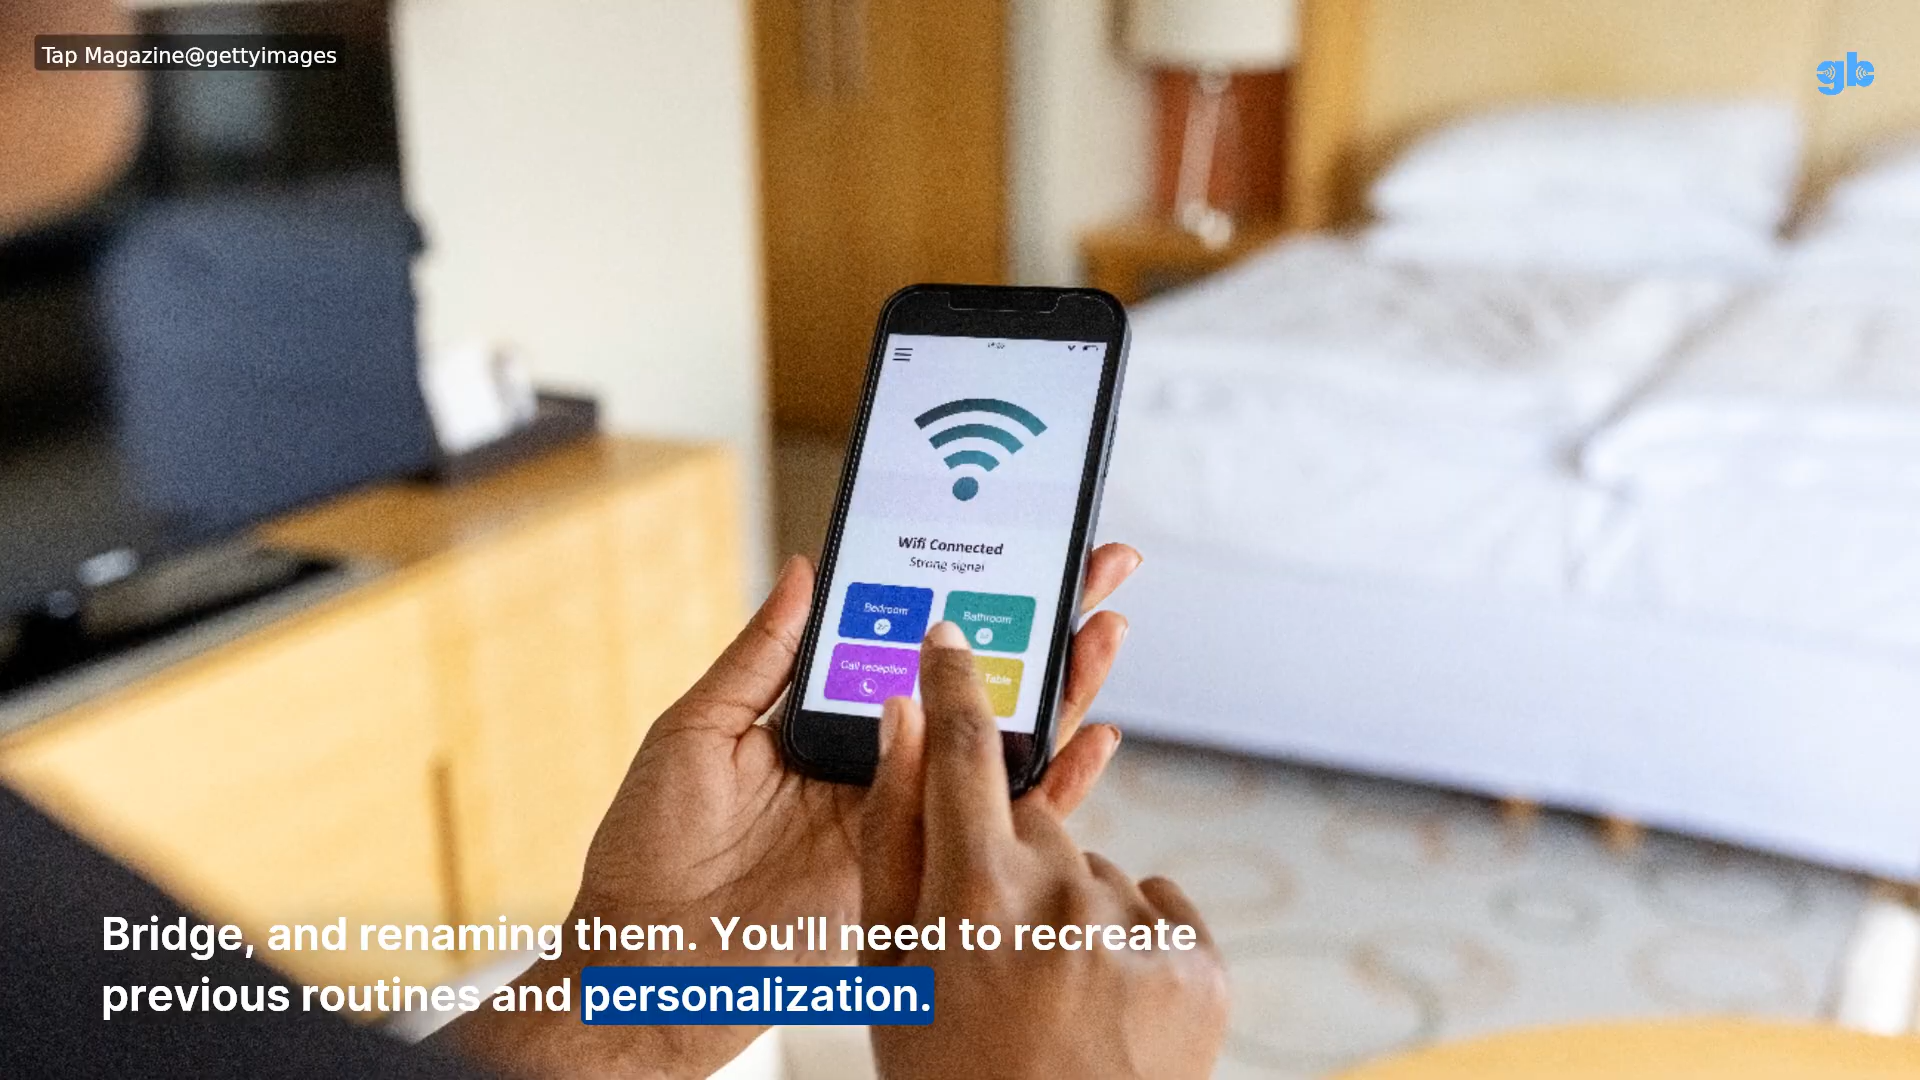 Tap Magazine@gettyimages
gb
Wifi Connected
Strong signal
Bedroom
Bathroom
Call reception
Table
Bridge, and renaming them. You'll need to recreate
previous routines and personalization.